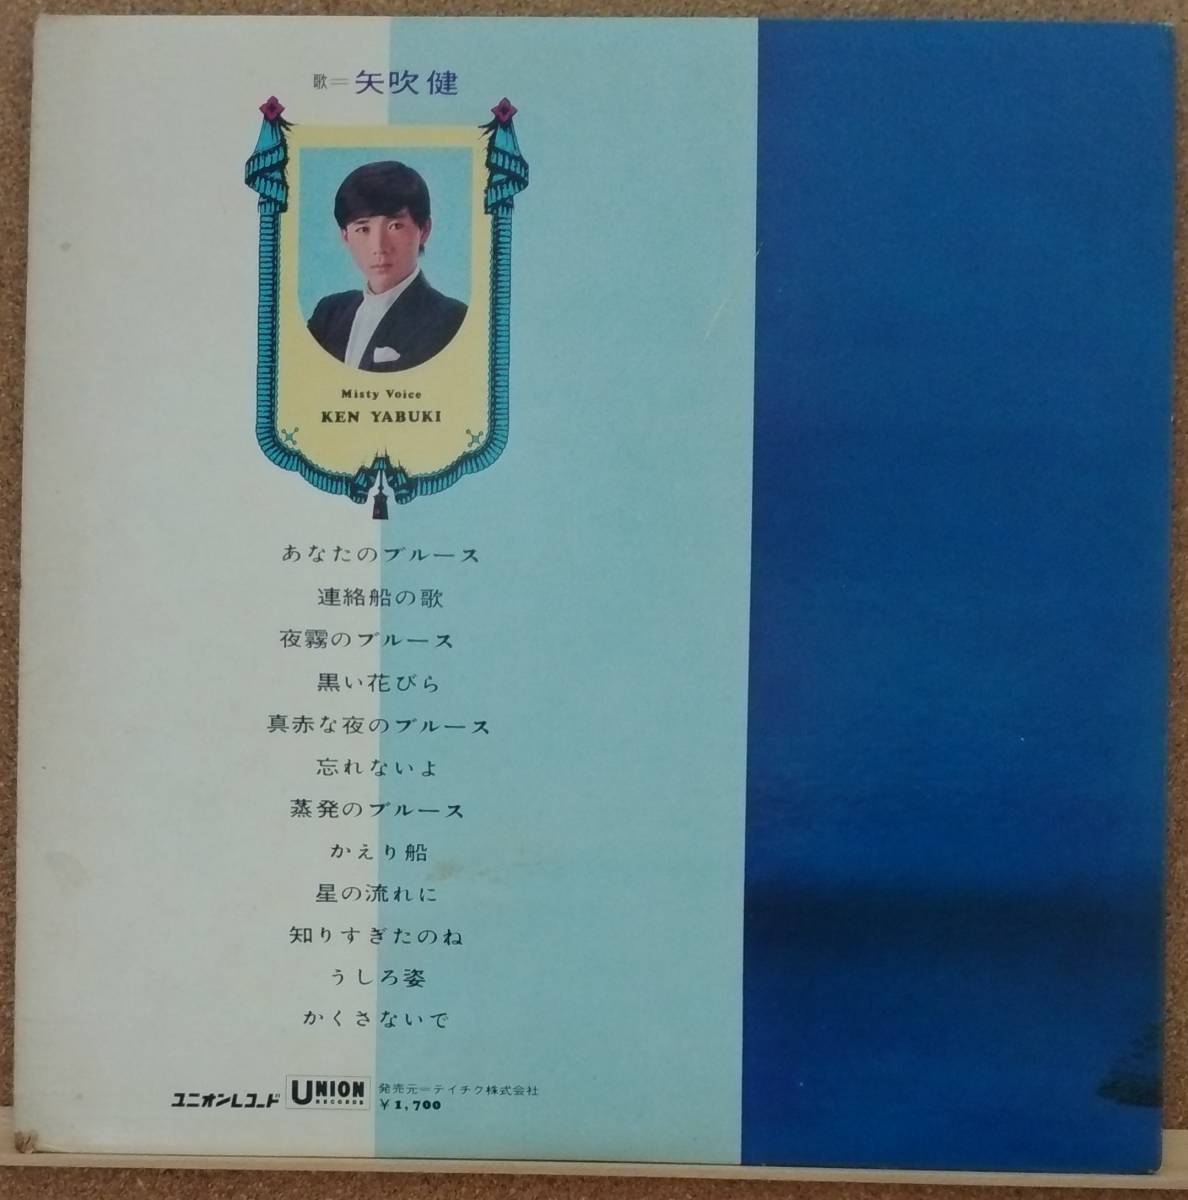 歌=矢吹健
Misty Voice
KEN YABUKI
あなたのブルース
連絡船の歌
夜霧のブルース
黒い花びら
真赤な夜のブルース
忘れないよ
蒸発のブルース
かえり船
星の流れに
知りすぎたのね
うしろ姿
かくさないで
ユニオンレコード
UNION
RECORDS
発売元=テイチク株式会社
¥1,700